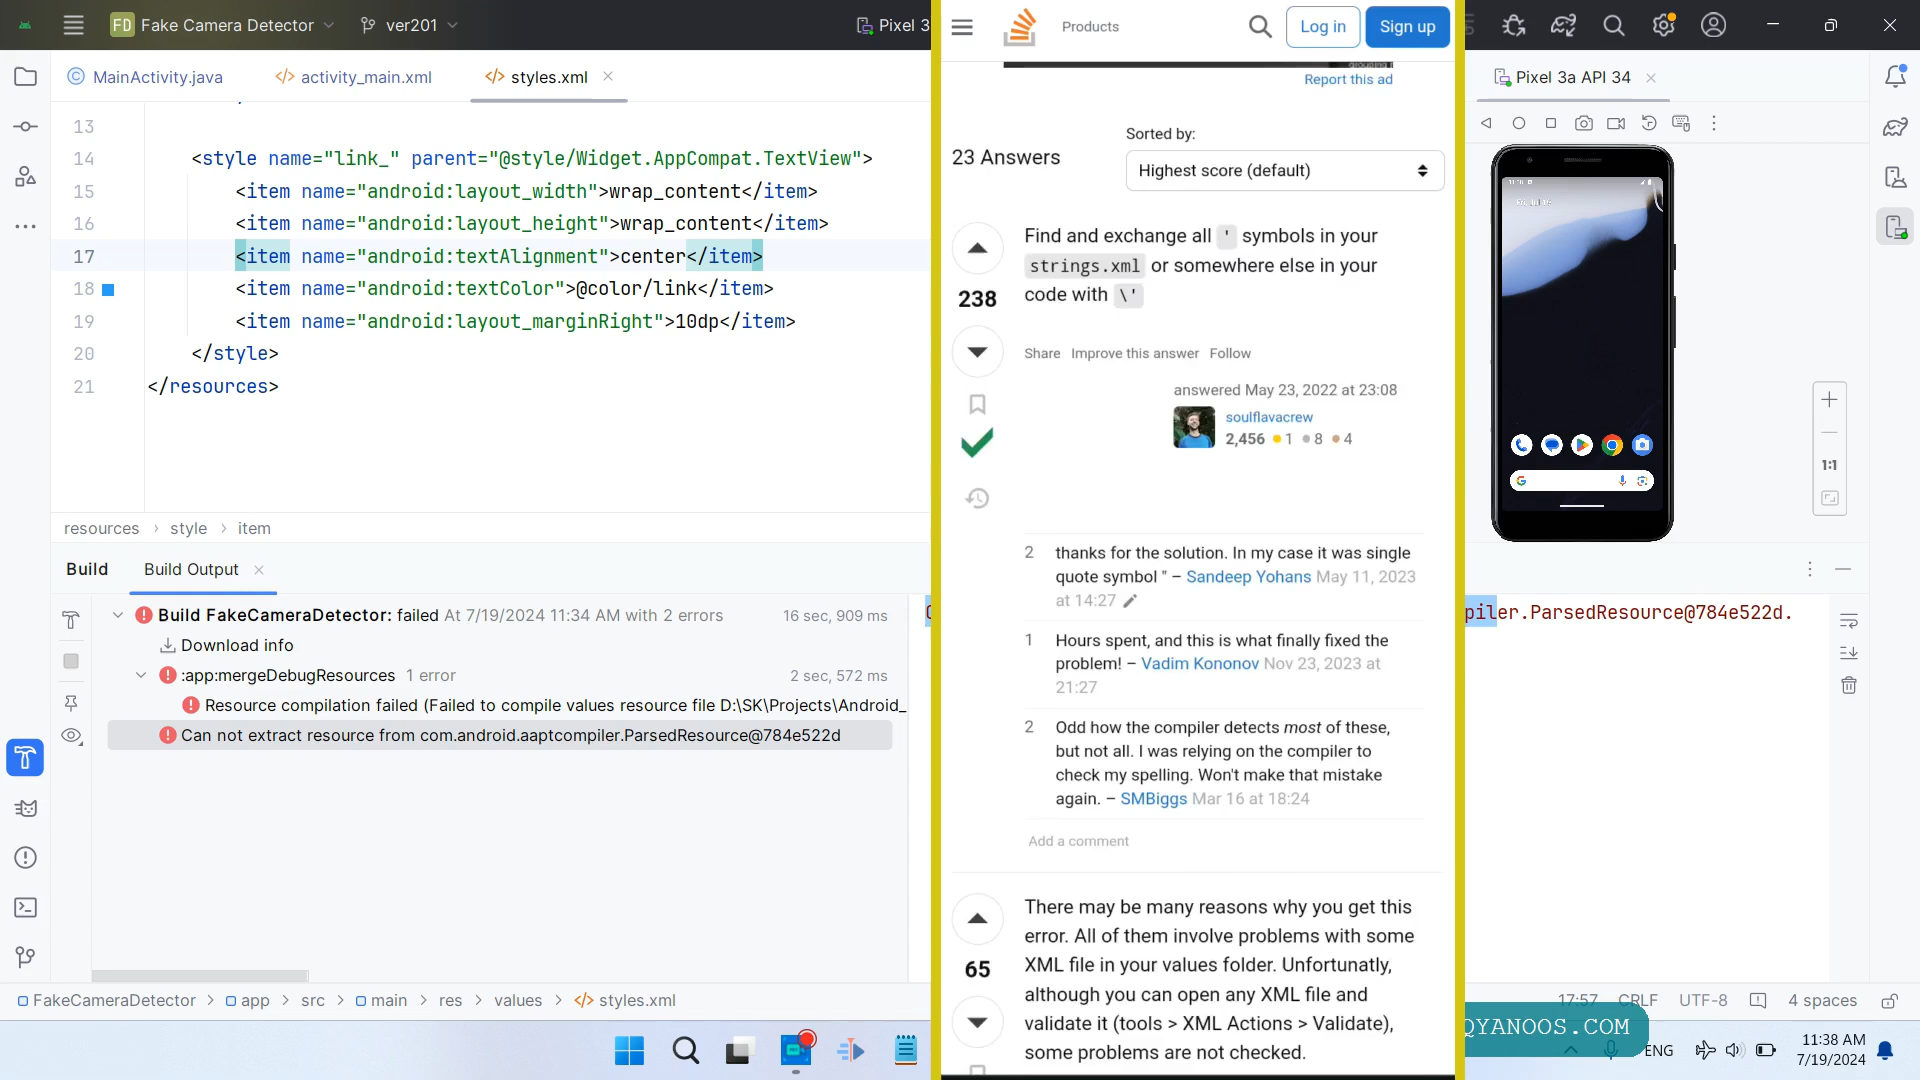 FD Fake Camera Detector
ver201
Pixel 3
MainActivity.java
</> activity_main.xml
</> styles.xml
13
14 <style name="link_" parent="@style/Widget.AppCompat.TextView">
15 <item name="android:layout_width">wrap_content</item>
16 <item name="android:layout_height">wrap_content</item>
17 <item name="android:textAlignment">center</item>
18 <item name="android:textColor">@color/link</item>
19 <item name="android:layout_marginRight">10dp</item>
20 </style>
21 </resources>
resources > style > item
Build
Build Output
Build FakeCameraDetector: failed At 7/19/2024 11:34 AM with 2 errors 16 sec, 909 ms
Download info
:app:mergeDebugResources 1 error 2 sec, 572 ms
Resource compilation failed (Failed to compile values resource file D:\SK\Projects\Android_
Can not extract resource from com.android.aaptcompiler.ParsedResource@784e522d
FakeCameraDetector > app > src > main > res > values > </> styles.xml
Products
Log in
Sign up
Report this ad
23 Answers
Sorted by:
Highest score (default)
Find and exchange all ' symbols in your
strings.xml or somewhere else in your
code with \'
238
Share Improve this answer Follow
answered May 23, 2022 at 23:08
soulflavacrew
2,456 1 8 4
2 thanks for the solution. In my case it was single
quote symbol " – Sandeep Yohans May 11, 2023
at 14:27
1 Hours spent, and this is what finally fixed the
problem! – Vadim Kononov Nov 23, 2023 at
21:27
2 Odd how the compiler detects most of these,
but not all. I was relying on the compiler to
check my spelling. Won't make that mistake
again. – SMBiggs Mar 16 at 18:24
Add a comment
65
There may be many reasons why you get this
error. All of them involve problems with some
XML file in your values folder. Unfortunatly,
although you can open any XML file and
validate it (tools > XML Actions > Validate),
some problems are not checked.
Pixel 3a API 34
1:1
piler.ParsedResource@784e522d.
17:57 CRLF UTF-8 4 spaces
QYANOOS.COM
ENG
11:38 AM
7/19/2024